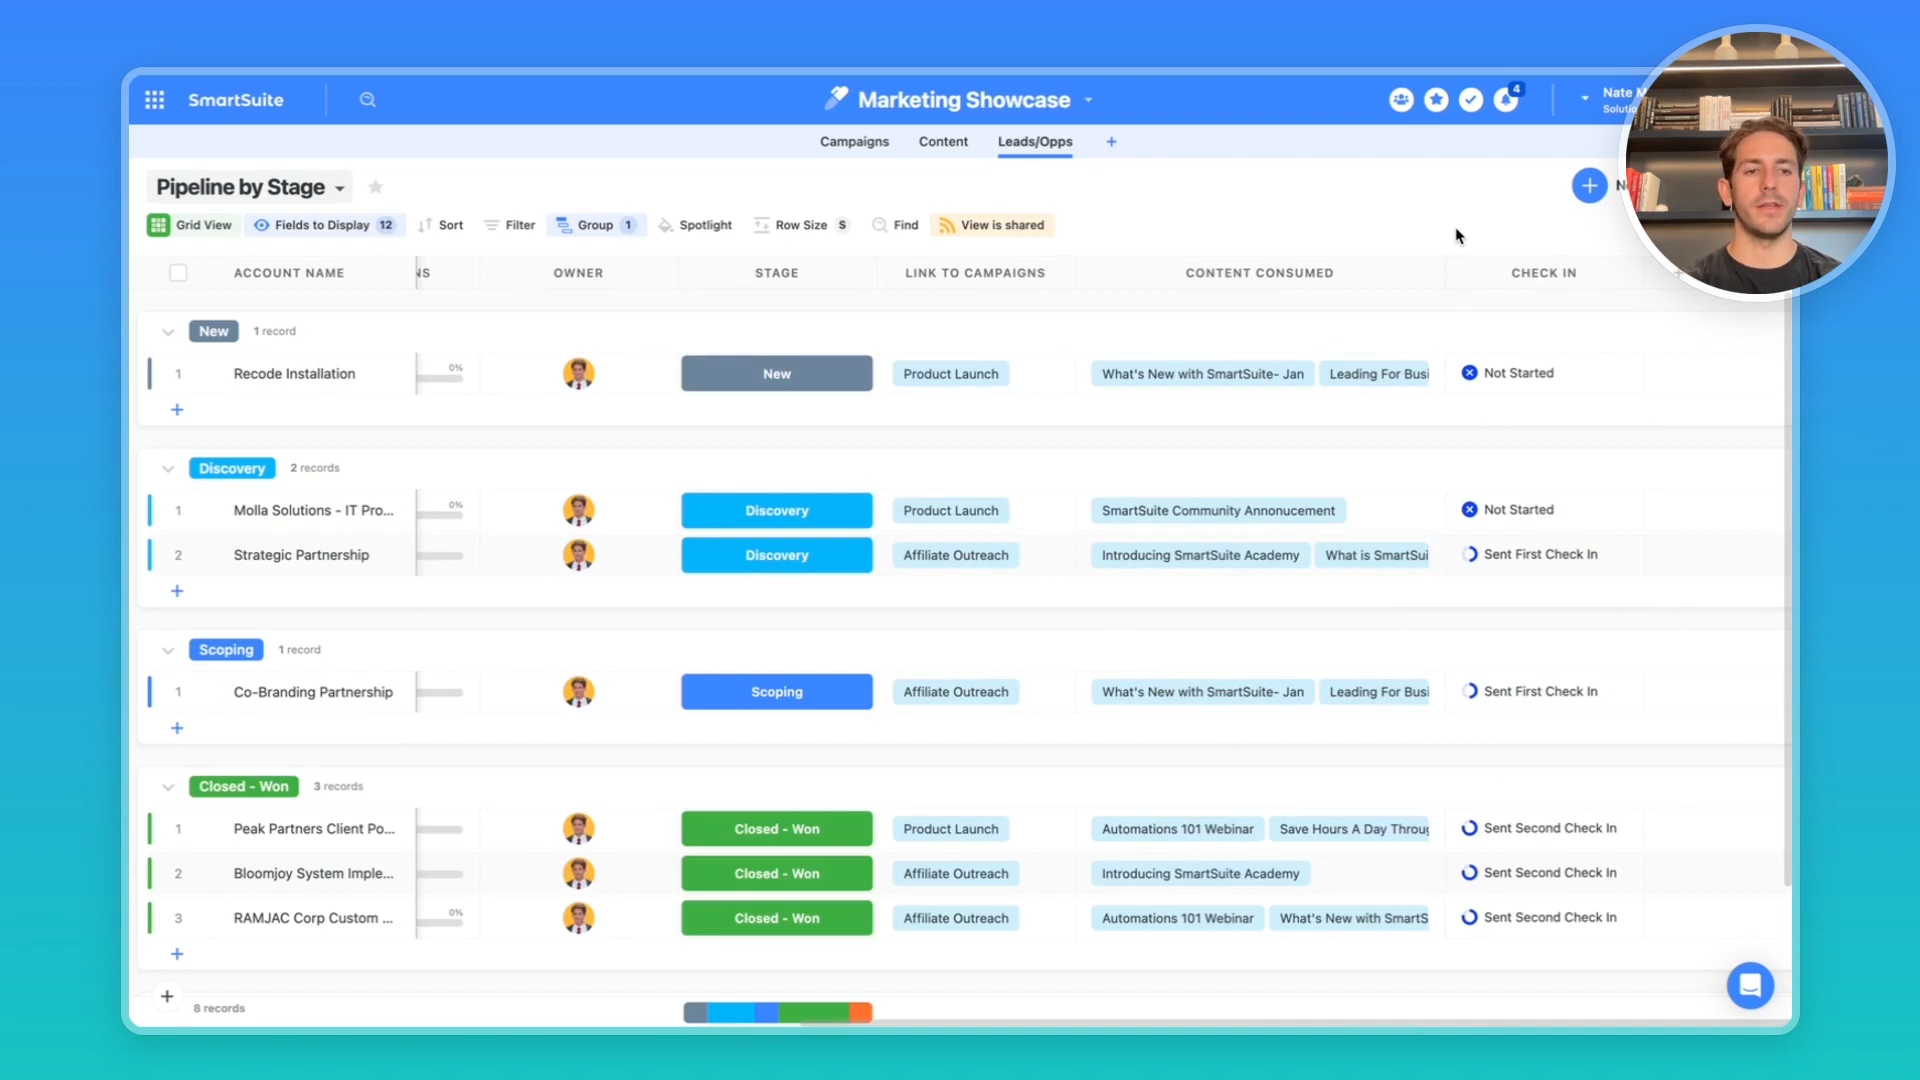 SmartSuite
Marketing Showcase
4
Nate M
Solutio
Campaigns
Content
Leads/Opps
Pipeline by Stage
Grid View
Fields to Display 12
Sort
Filter
Group 1
Spotlight
Row Size S
Find
View is shared
ACCOUNT NAME
NS
OWNER
STAGE
LINK TO CAMPAIGNS
CONTENT CONSUMED
CHECK IN
New 1 record
1 Recode Installation 0% New Product Launch What's New with SmartSuite- Jan Leading For Busi Not Started
Discovery 2 records
1 Molla Solutions - IT Pro... 0% Discovery Product Launch SmartSuite Community Annonucement Not Started
2 Strategic Partnership Discovery Affiliate Outreach Introducing SmartSuite Academy What is SmartSui Sent First Check In
Scoping 1 record
1 Co-Branding Partnership Scoping Affiliate Outreach What's New with SmartSuite- Jan Leading For Busi Sent First Check In
Closed - Won 3 records
1 Peak Partners Client Po... Closed - Won Product Launch Automations 101 Webinar Save Hours A Day Throug Sent Second Check In
2 Bloomjoy System Imple... Closed - Won Affiliate Outreach Introducing SmartSuite Academy Sent Second Check In
3 RAMJAC Corp Custom ... 0% Closed - Won Affiliate Outreach Automations 101 Webinar What's New with SmartS Sent Second Check In
8 records